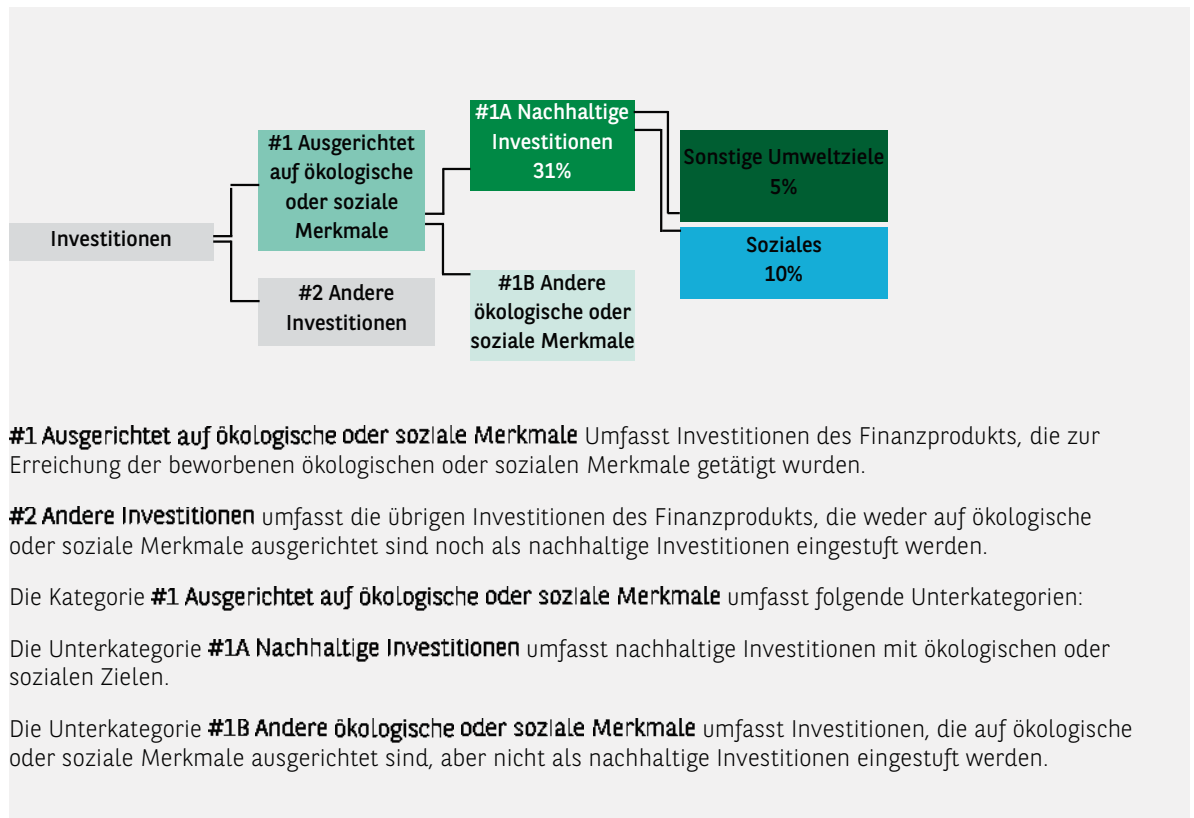 #1A Nachhaltige
Investitionen
31%
#1 Ausgerichtet
auf ökologische
oder soziale
Merkmale
Sonstige Umweltziele
5%
Investitionen
Soziales
10%
#2 Andere
Investitionen
#1B Andere
ökologische oder
soziale Merkmale
#1 Ausgerichtet auf ökologische oder soziale Merkmale Umfasst Investitionen des Finanzprodukts, die zur
Erreichung der beworbenen ökologischen oder sozialen Merkmale getätigt wurden.
#2 Andere Investitionen umfasst die übrigen Investitionen des Finanzprodukts, die weder auf ökologische
oder soziale Merkmale ausgerichtet sind noch als nachhaltige Investitionen eingestuft werden.
Die Kategorie #1 Ausgerichtet auf ökologische oder soziale Merkmale umfasst folgende Unterkategorien:
Die Unterkategorie #1A Nachhaltige Investitionen umfasst nachhaltige Investitionen mit ökologischen oder
sozialen Zielen.
Die Unterkategorie #1B Andere ökologische oder soziale Merkmale umfasst Investitionen, die auf ökologische
oder soziale Merkmale ausgerichtet sind, aber nicht als nachhaltige Investitionen eingestuft werden.